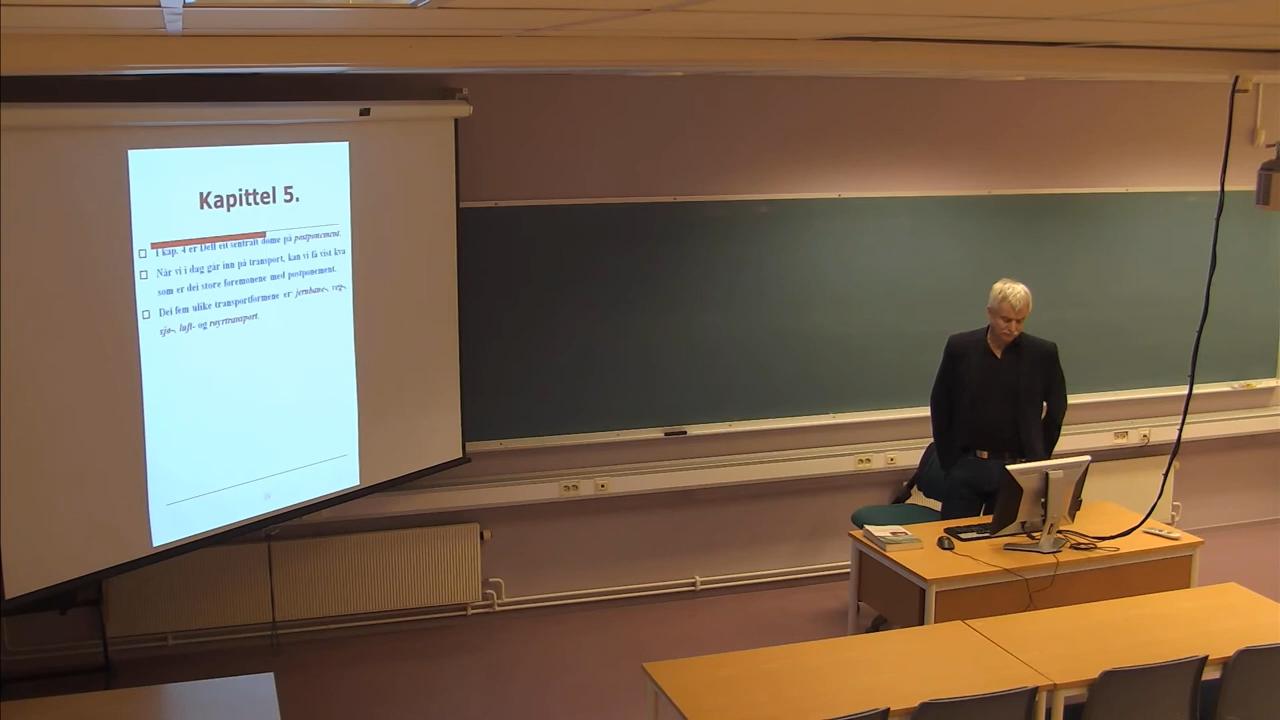 Kapittel 5.
I kap. 4 er Dell eit sentralt døme på postponement.
Når vi i dag går inn på transport, kan vi få vist kva
som er dei store føremonene med postponement.
Dei fem ulike transportformene er jernbane-, veg-,
sjø-, luft- og røyrtransport.